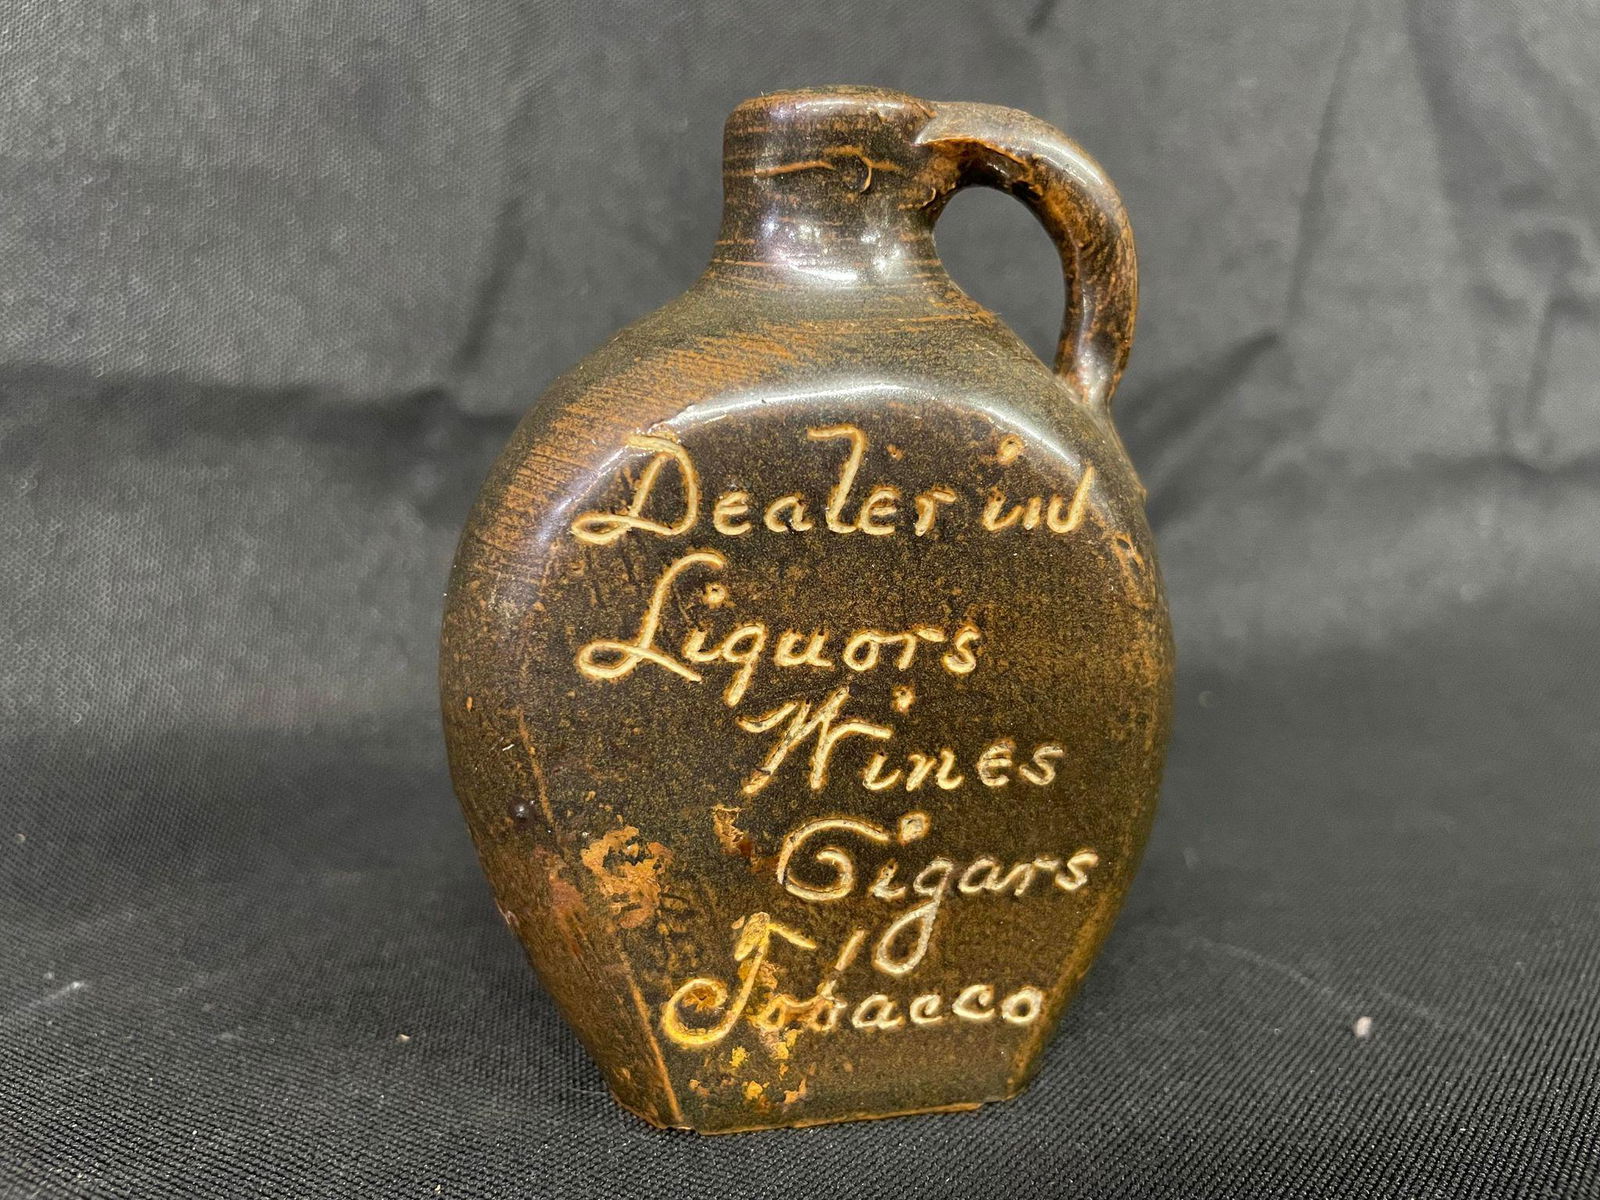 Dealer in
Liquors
Wines
Cigars
Tobacco